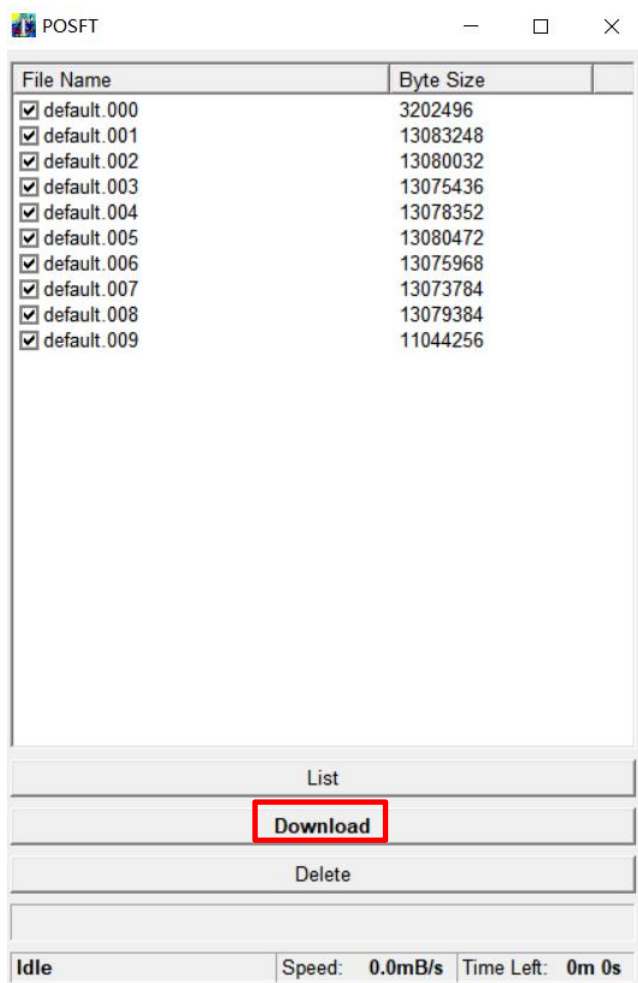 POSFT
File Name Byte Size
default.000 3202496
default.001 13083248
default.002 13080032
default.003 13075436
default.004 13078352
default.005 13080472
default.006 13075968
default.007 13073784
default.008 13079384
default.009 11044256
List
Download
Delete
Idle Speed: 0.0mB/s Time Left: 0m 0s